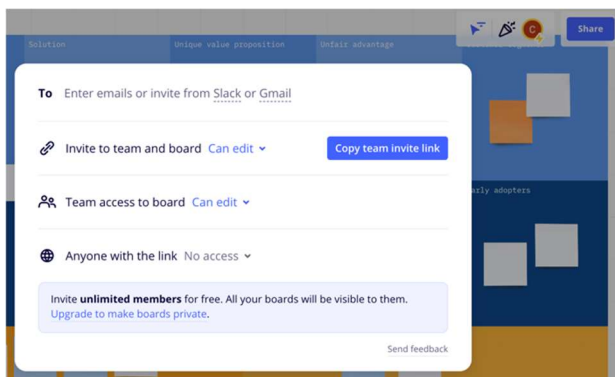 Share
Solution
Unique value proposition
Unfair advantage
C
To Enter emails or invite from Slack or Gmail
Invite to team and board Can edit
Copy team invite link
Team access to board Can edit
arly adopters
Anyone with the link No access
Invite unlimited members for free. All your boards will be visible to them.
Upgrade to make boards private.
Send feedback